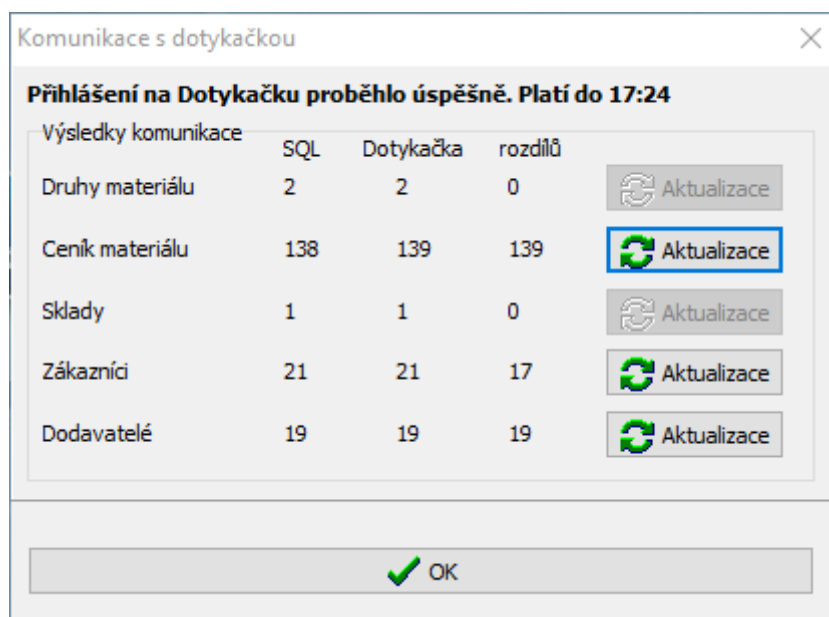 Komunikace s dotykačkou
Přihlášení na Dotykačku proběhlo úspěšně. Platí do 17:24
Výsledky komunikace
SQL Dotykačka rozdílů
Druhy materiálu 2 2 0 Aktualizace
Ceník materiálu 138 139 139 Aktualizace
Sklady 1 1 0 Aktualizace
Zákazníci 21 21 17 Aktualizace
Dodavatelé 19 19 19 Aktualizace
OK